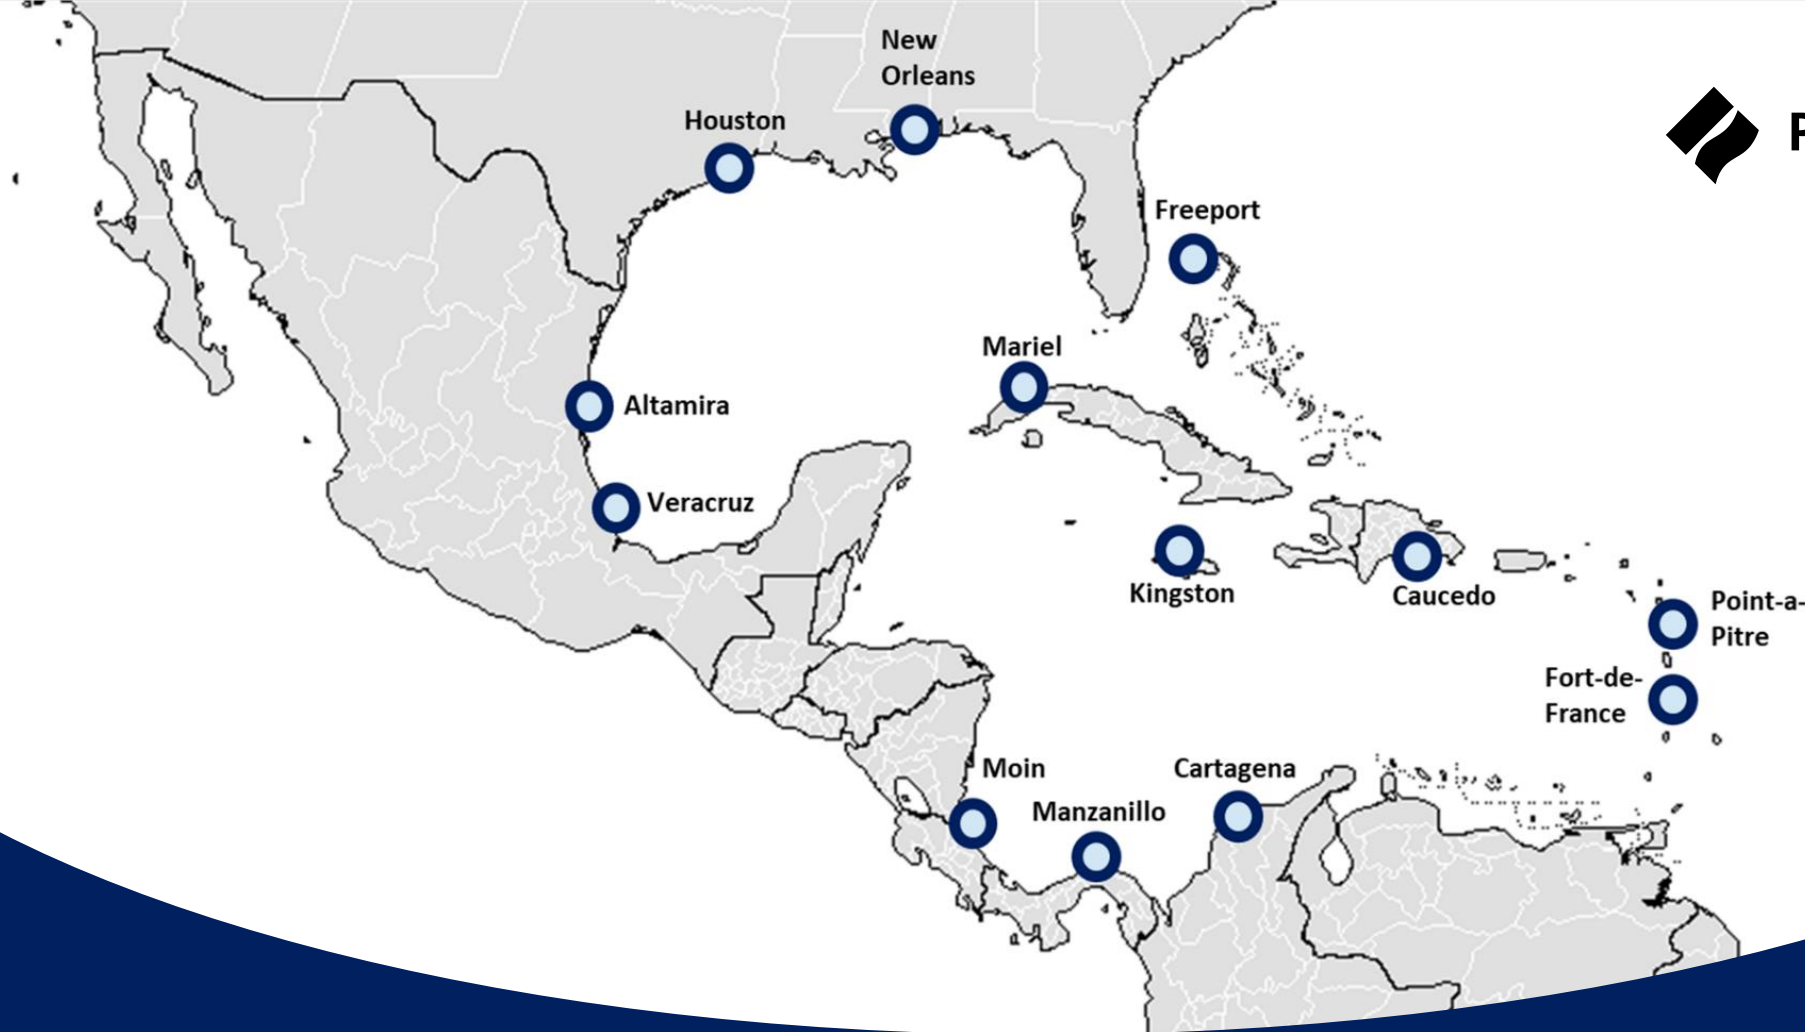 New
Orleans
Houston
Freeport
Mariel
Altamira
Veracruz
Kingston
Caucedo
Point-a-
Pitre
Fort-de-
France
Moin
Cartagena
Manzanillo